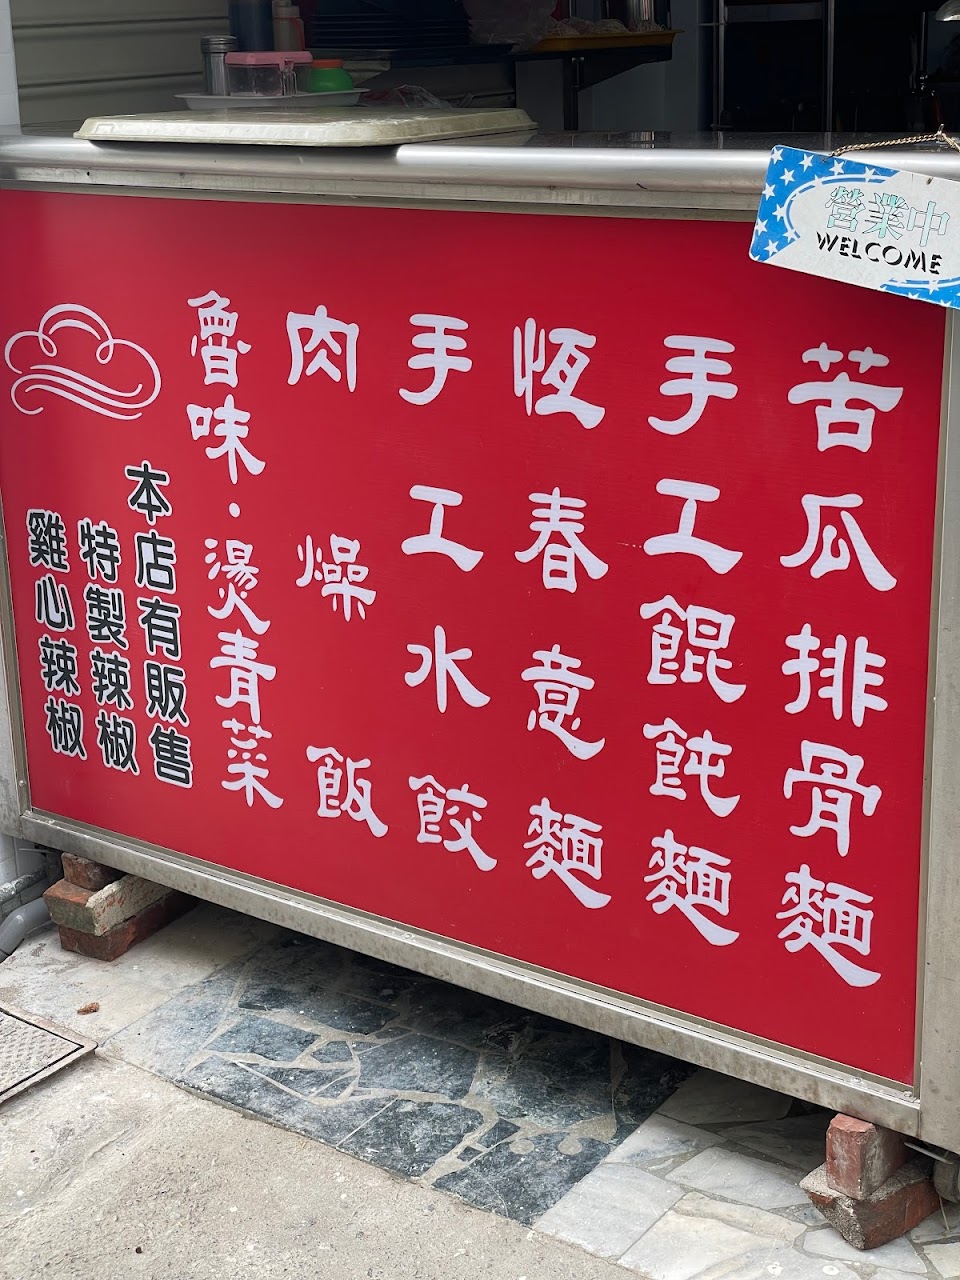 營業中
WELCOME
苦瓜排骨麵
手工餛飩麵
恆春意麵
手工水餃
肉燥飯
魯味·燙青菜
本店有販售
特製辣椒
雞心辣椒